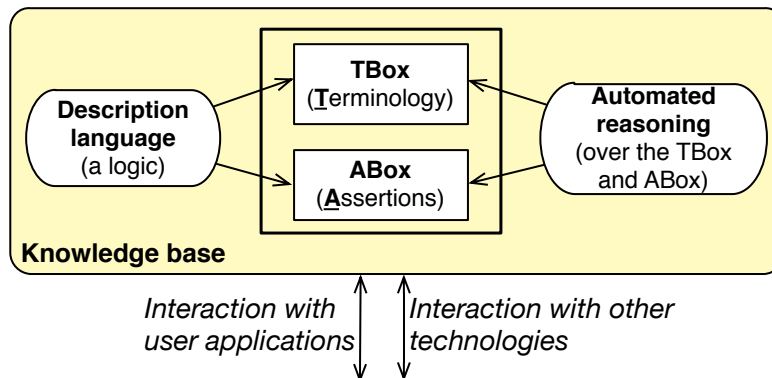 TBox
(Terminology)
Description
language
(a logic)
Automated
reasoning
(over the TBox
and ABox)
ABox
(Assertions)
Knowledge base
Interaction with
user applications
Interaction with other
technologies